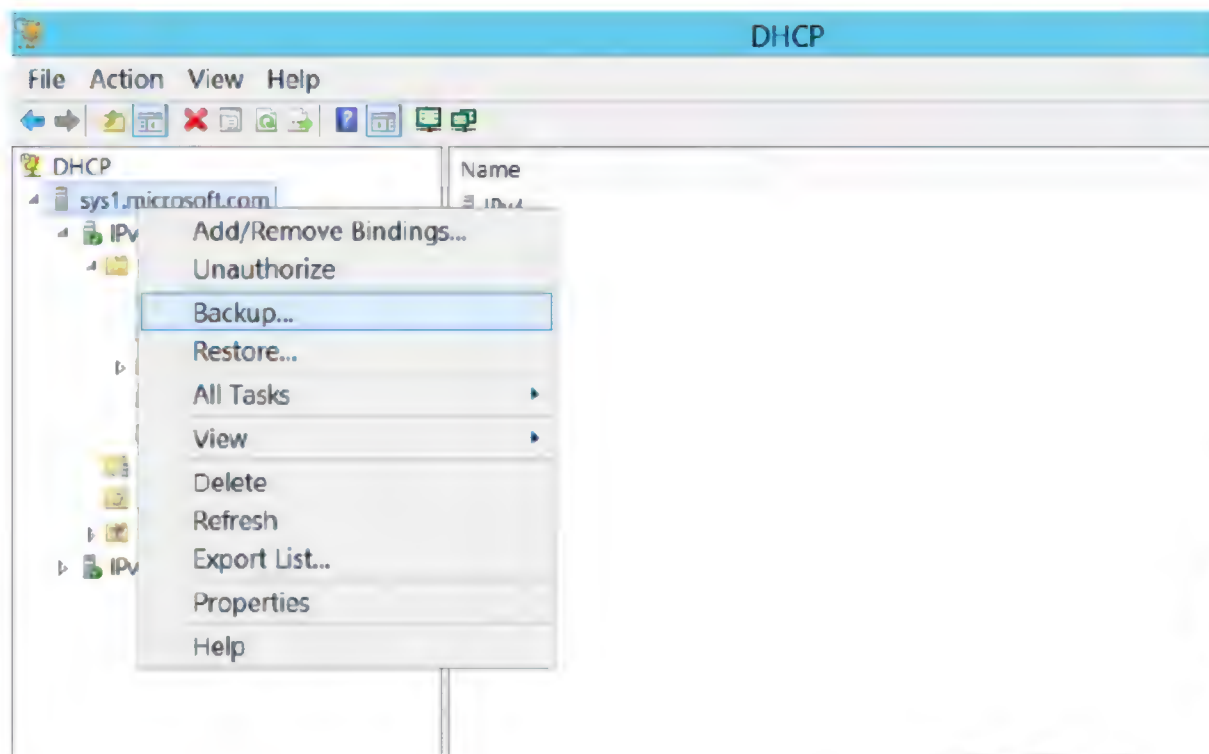 DHCP
File Action View Help
DHCP
Name
sys1.microsoft.com
IPv4
IPv
Add/Remove Bindings...
Unauthorize
Backup...
Restore...
All Tasks
View
Delete
Refresh
Export List...
IPv
Properties
Help